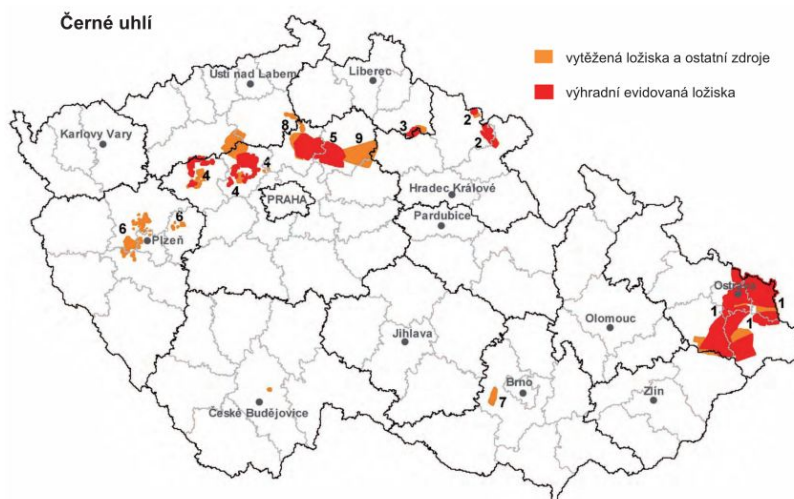 Černé uhlí
vytěžená ložiska a ostatní zdroje
výhradní evidovaná ložiska
Ústí nad Labem
Liberec
Karlovy Vary
8
5
9
3
2
2
4
4
4
PRAHA
Hradec Králové
Pardubice
6
6
Plzeň
Ostrava
1
1
1
Jihlava
Olomouc
České Budějovice
7
Brno
Zlín